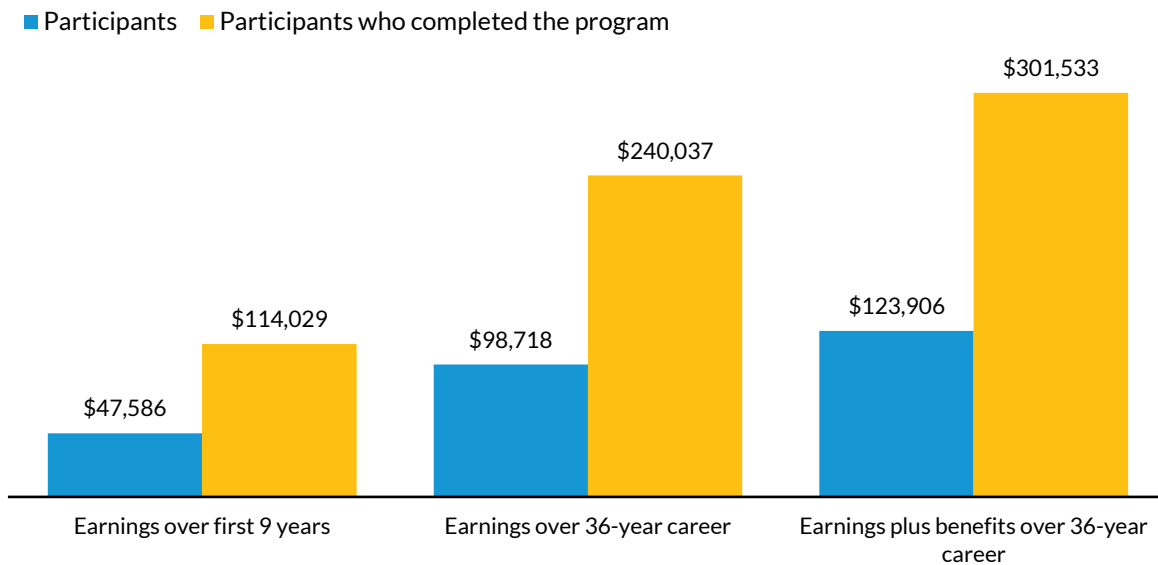 Participants Participants who completed the program
$301,533
$240,037
$123,906
$114,029
$98,718
$47,586
Earnings over first 9 years Earnings over 36-year career Earnings plus benefits over 36-year
career